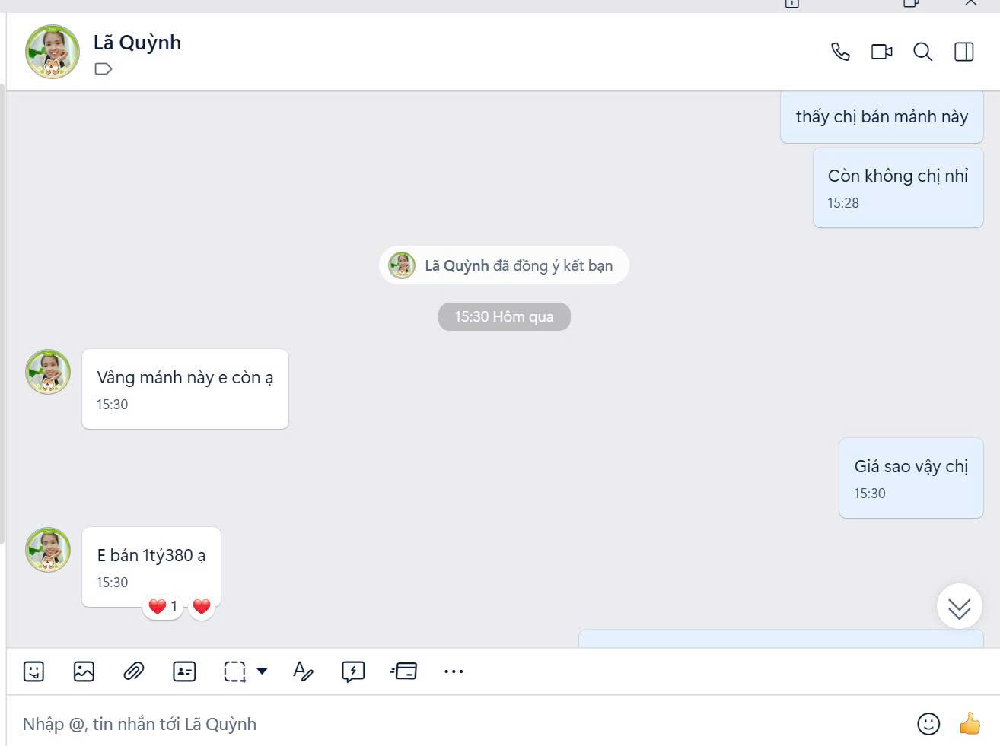 Lã Quỳnh
thấy chị bán mảnh này
Còn không chị nhỉ
15:28
Lã Quỳnh đã đồng ý kết bạn
15:30 Hôm qua
Vâng mảnh này e còn ạ
15:30
Giá sao vậy chị
15:30
E bán 1tỷ380 ạ
15:30
1
Nhập @, tin nhắn tới Lã Quỳnh